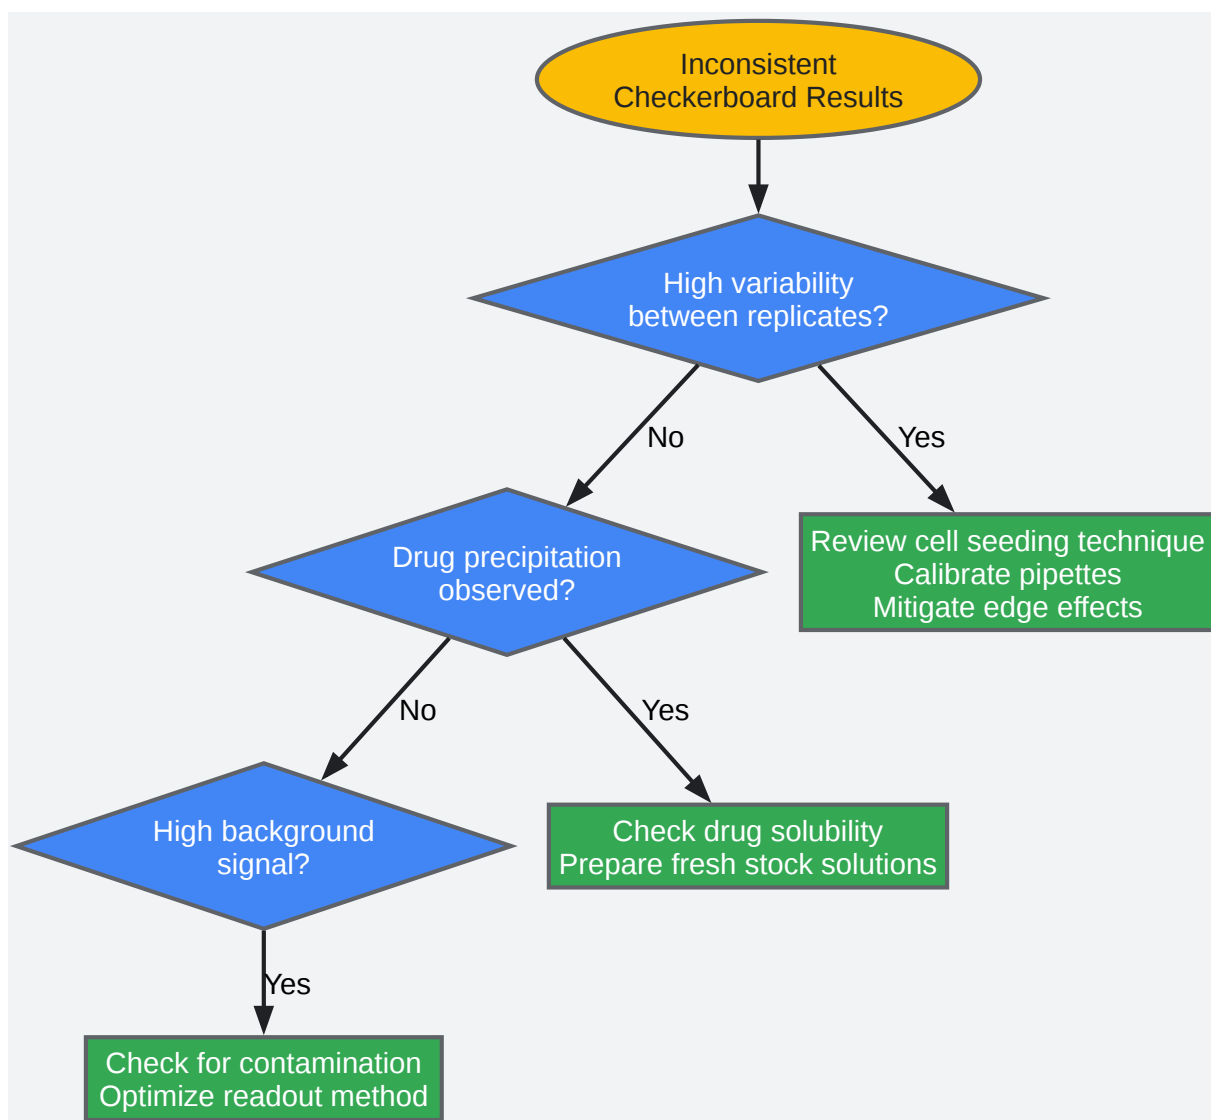 Inconsistent
Checkerboard Results
High variability
between replicates?
No
Yes
Review cell seeding technique
Calibrate pipettes
Mitigate edge effects
Drug precipitation
observed?
No
Yes
Check drug solubility
Prepare fresh stock solutions
High background
signal?
Yes
Check for contamination
Optimize readout method